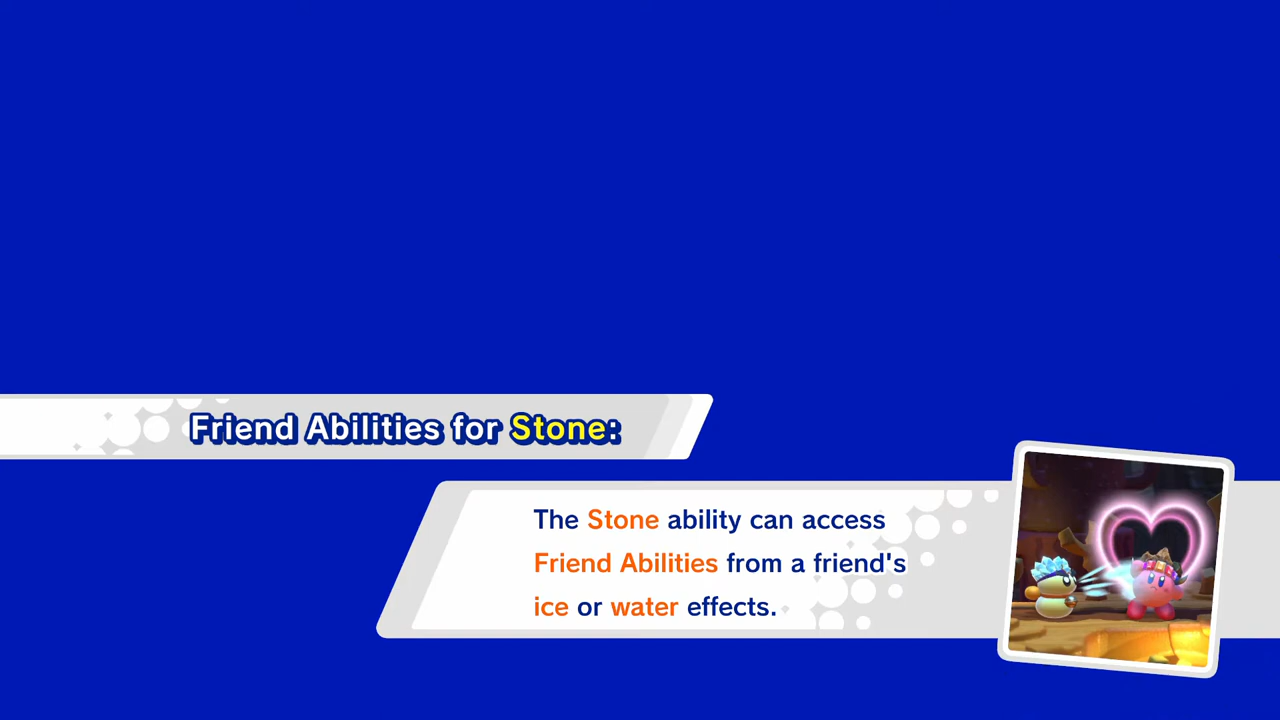 Friend Abilities for Stone:
The Stone ability can access
Friend Abilities from a friend's
ice or water effects.